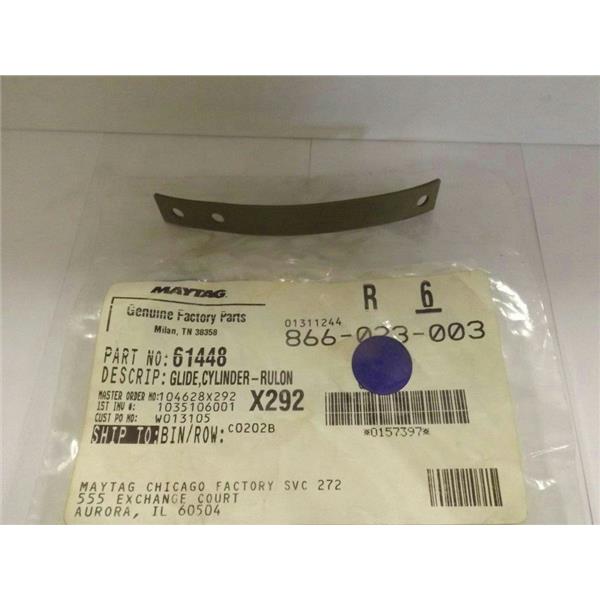 MAYTAG
Genuine Factory Parts
Milan, TN 38358
R 6
01311244
866-023-003
PART NO: 61448
DESCRIP: GLIDE,CYLINDER-RULON
MASTER ORDER NO: 104628X292
IST INV #: 1035106001 X292
CUST PO NO: W013105
SHIP TO: BIN/ROW: C0202B
*0157397*
MAYTAG CHICAGO FACTORY SVC 272
555 EXCHANGE COURT
AURORA, IL 60504